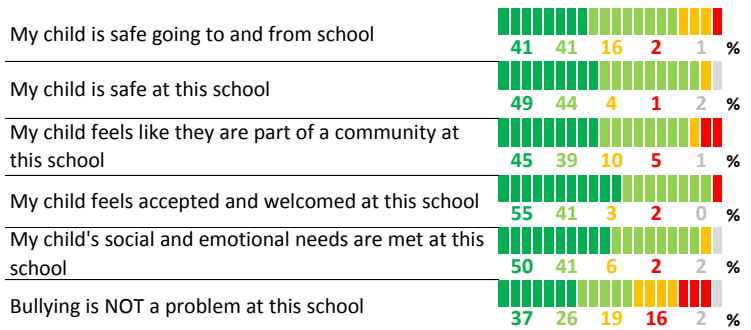 My child is safe going to and from school
41 41 16 2 1 %
My child is safe at this school
49 44 4 1 2 %
My child feels like they are part of a community at
this school
45 39 10 5 1 %
My child feels accepted and welcomed at this school
55 41 3 2 0 %
My child's social and emotional needs are met at this
school
50 41 6 2 2 %
Bullying is NOT a problem at this school
37 26 19 16 2 %